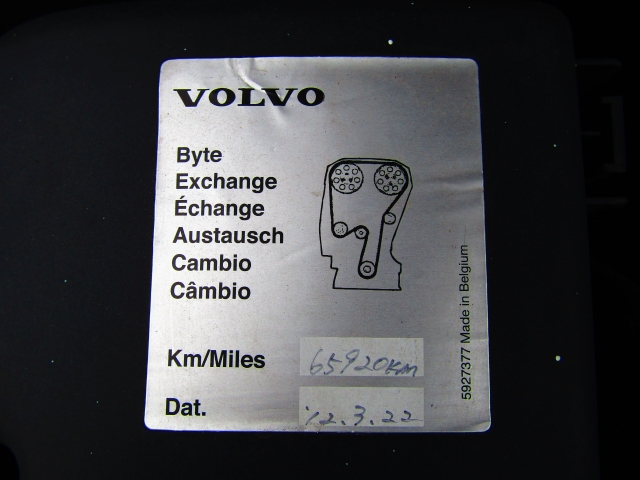 VOLVO
Byte
Exchange
Échange
Austausch
Cambio
Câmbio
Km/Miles 65920km
Dat. '12.3.22
5927377 Made in Belgium